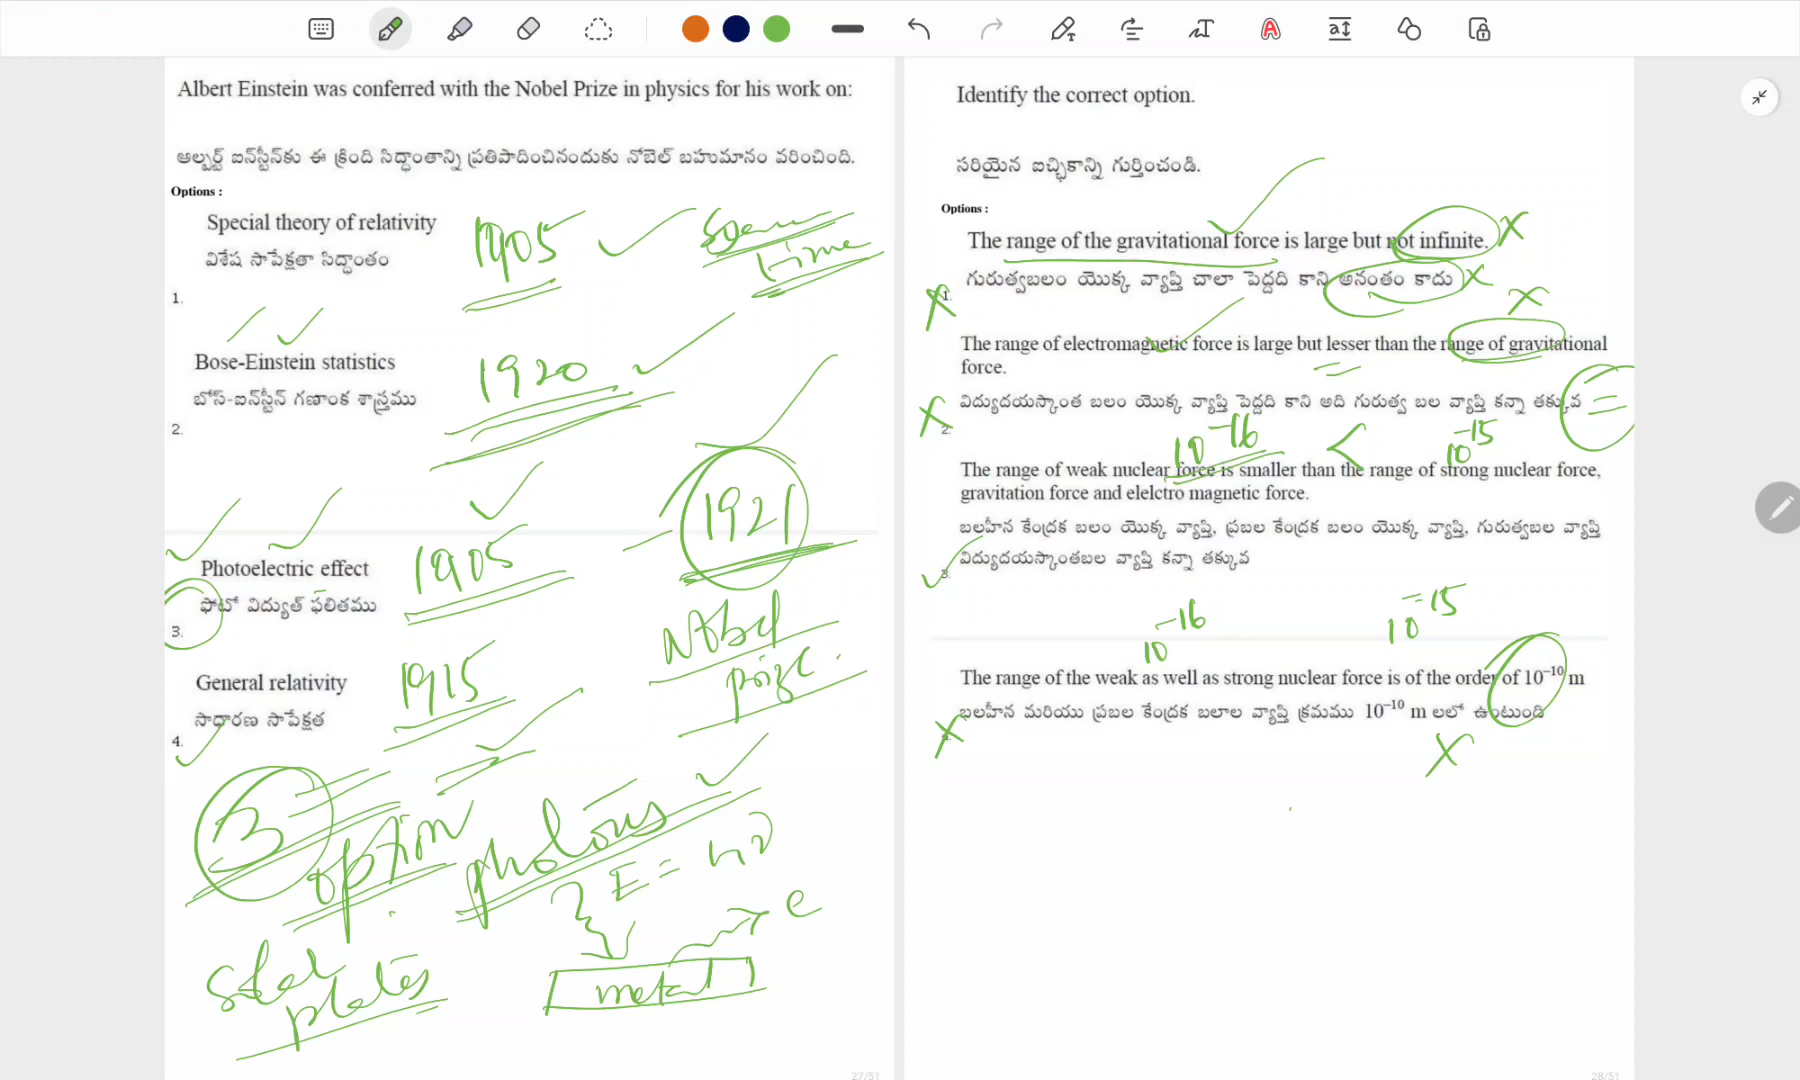 Albert Einstein was conferred with the Nobel Prize in physics for his work on:
ఆల్బర్ట్ ఐన్‌స్టీన్‌కు ఈ క్రింది సిద్ధాంతాన్ని ప్రతిపాదించినందుకు నోబెల్ బహుమానం వరించింది.
Options :
Special theory of relativity
విశేష సాపేక్షతా సిద్ధాంతం
1.
1905
time
Bose-Einstein statistics
బోస్-ఐన్‌స్టీన్ గణాంక శాస్త్రము
2.
1920
Photoelectric effect
ఫోటో విద్యుత్ ఫలితము
3.
1905
1921
Nobel
prize
General relativity
సాధారణ సాపేక్షత
4.
1915
3
option
photons
E = hν
e
metal
plates
27/51
Identify the correct option.
సరియైన ఐచ్ఛికాన్ని గుర్తించండి.
Options :
The range of the gravitational force is large but not infinite. X
గురుత్వబలం యొక్క వ్యాప్తి చాలా పెద్దది కాని అనంతం కాదు X
1.
X
X
The range of electromagnetic force is large but lesser than the range of gravitational
force.
విద్యుదయస్కాంత బలం యొక్క వ్యాప్తి పెద్దది కాని అది గురుత్వ బల వ్యాప్తి కన్నా తక్కువ =
2.
X
10⁻¹⁶ < 10⁻¹⁵
The range of weak nuclear force is smaller than the range of strong nuclear force,
gravitation force and elelctro magnetic force.
బలహీన కేంద్రక బలం యొక్క వ్యాప్తి, ప్రబల కేంద్రక బలం యొక్క వ్యాప్తి, గురుత్వబల వ్యాప్తి
విద్యుదయస్కాంతబల వ్యాప్తి కన్నా తక్కువ
3.
10⁻¹⁶ 10⁻¹⁵
The range of the weak as well as strong nuclear force is of the order of 10⁻¹⁰ m
బలహీన మరియు ప్రబల కేంద్రక బలాల వ్యాప్తి క్రమము 10⁻¹⁰ m లలో ఉంటుంది
X
X
28/51